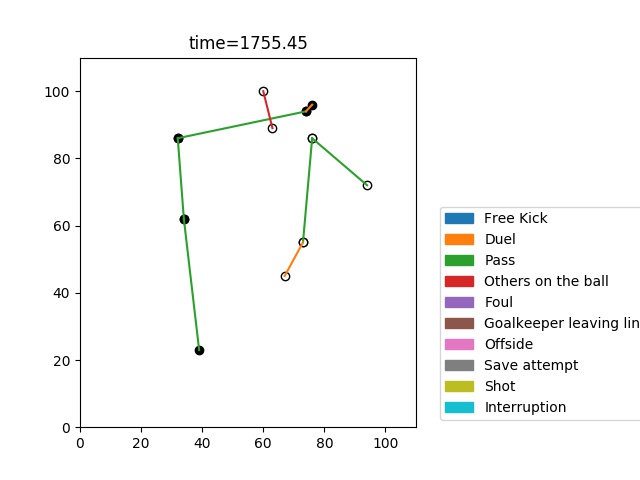 time=1755.45
100
80
60
40
20
0
0 20 40 60 80 100
Free Kick
Duel
Pass
Others on the ball
Foul
Goalkeeper leaving lin
Offside
Save attempt
Shot
Interruption